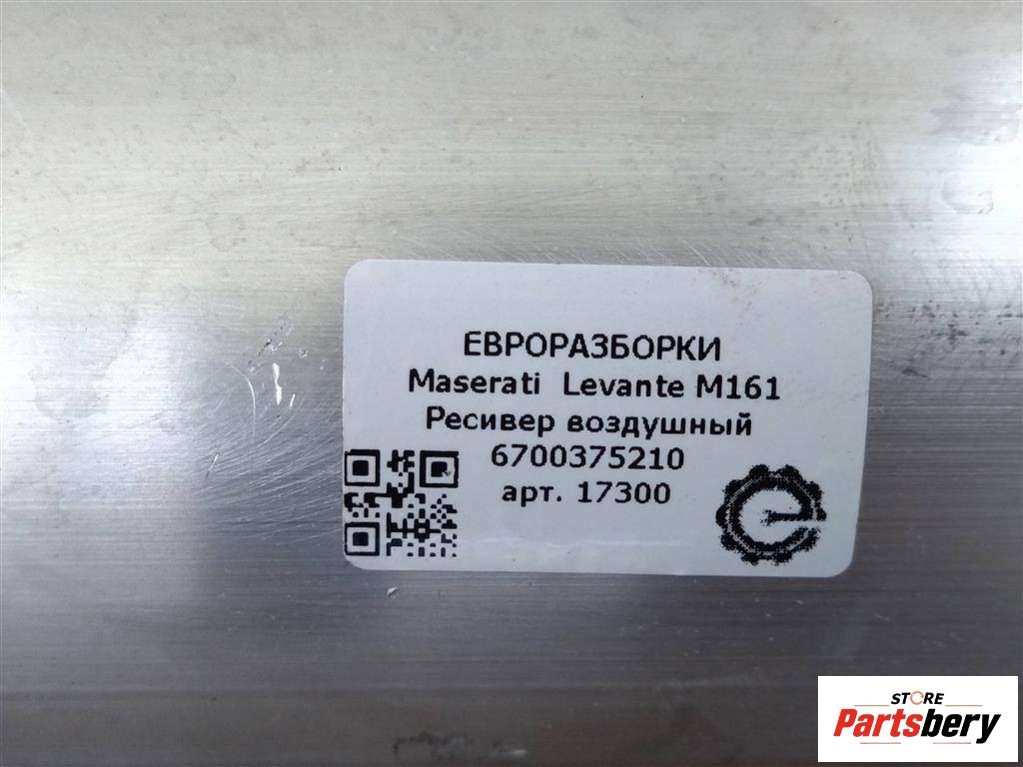 ЕВРОРАЗБОРКИ
Maserati Levante M161
Ресивер воздушный
6700375210
арт. 17300
STORE
Partsbery